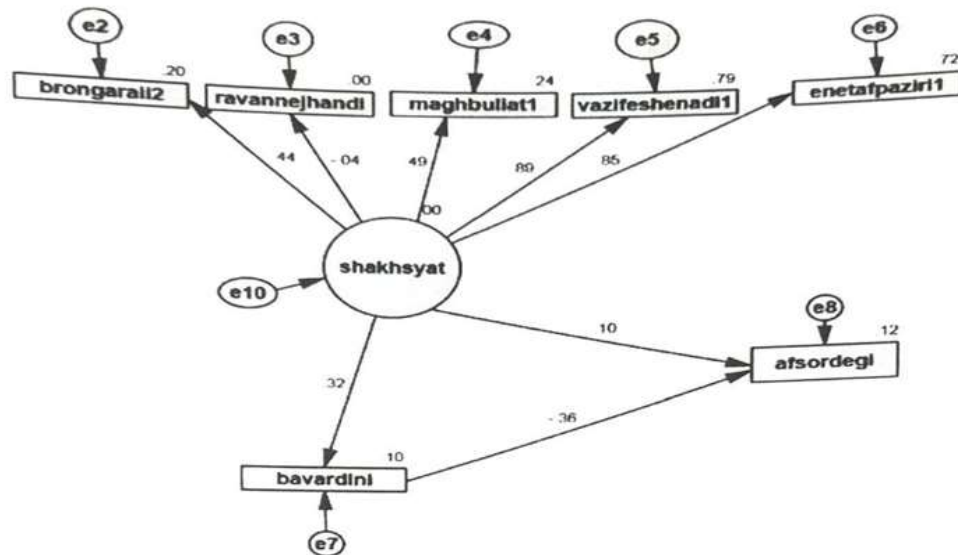 e2
e3
e4
e5
e6
.20
.00
24
.79
72
brongaraii2
ravannejhandi
maghbuliat1
vazifeshenadi1
enetafpaziri1
44
-.04
49
89
85
00
shakhsyat
e10
e8
10
12
afsordegi
32
-.36
10
bavardini
e7